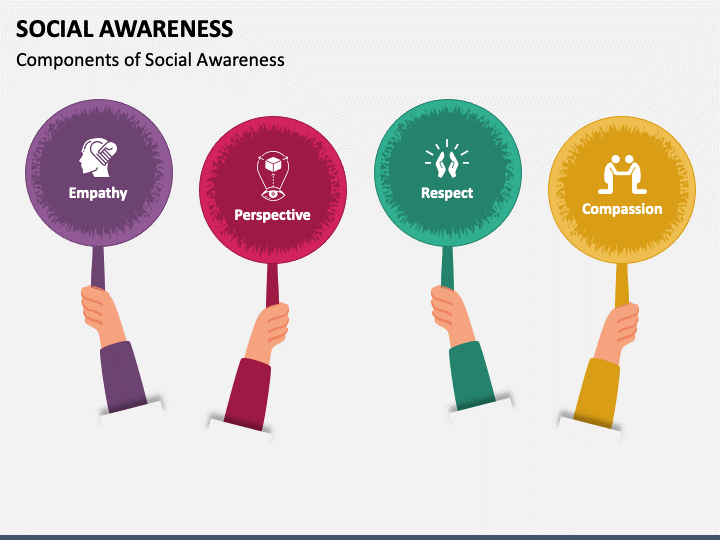 SOCIAL AWARENESS
Components of Social Awareness
Empathy
Perspective
Respect
Compassion